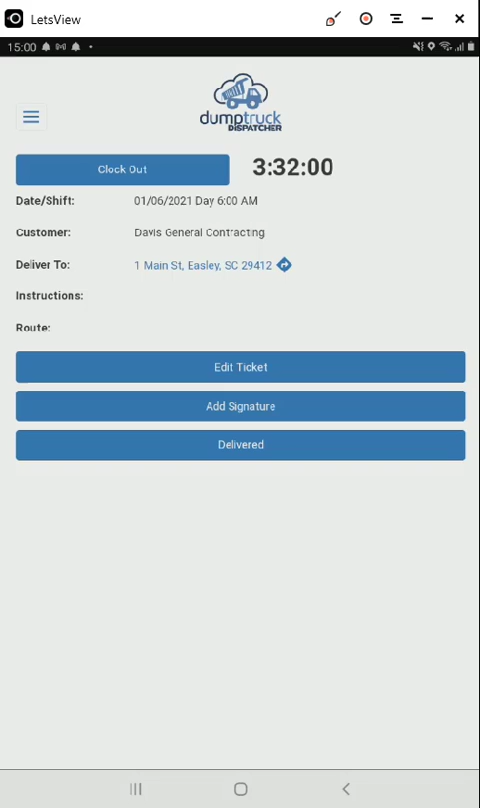 LetsView
15:00
dumptruck
DISPATCHER
Clock Out 3:32:00
Date/Shift: 01/06/2021 Day 6:00 AM
Customer: Davis General Contracting
Deliver To: 1 Main St, Easley, SC 29412
Instructions:
Route:
Edit Ticket
Add Signature
Delivered